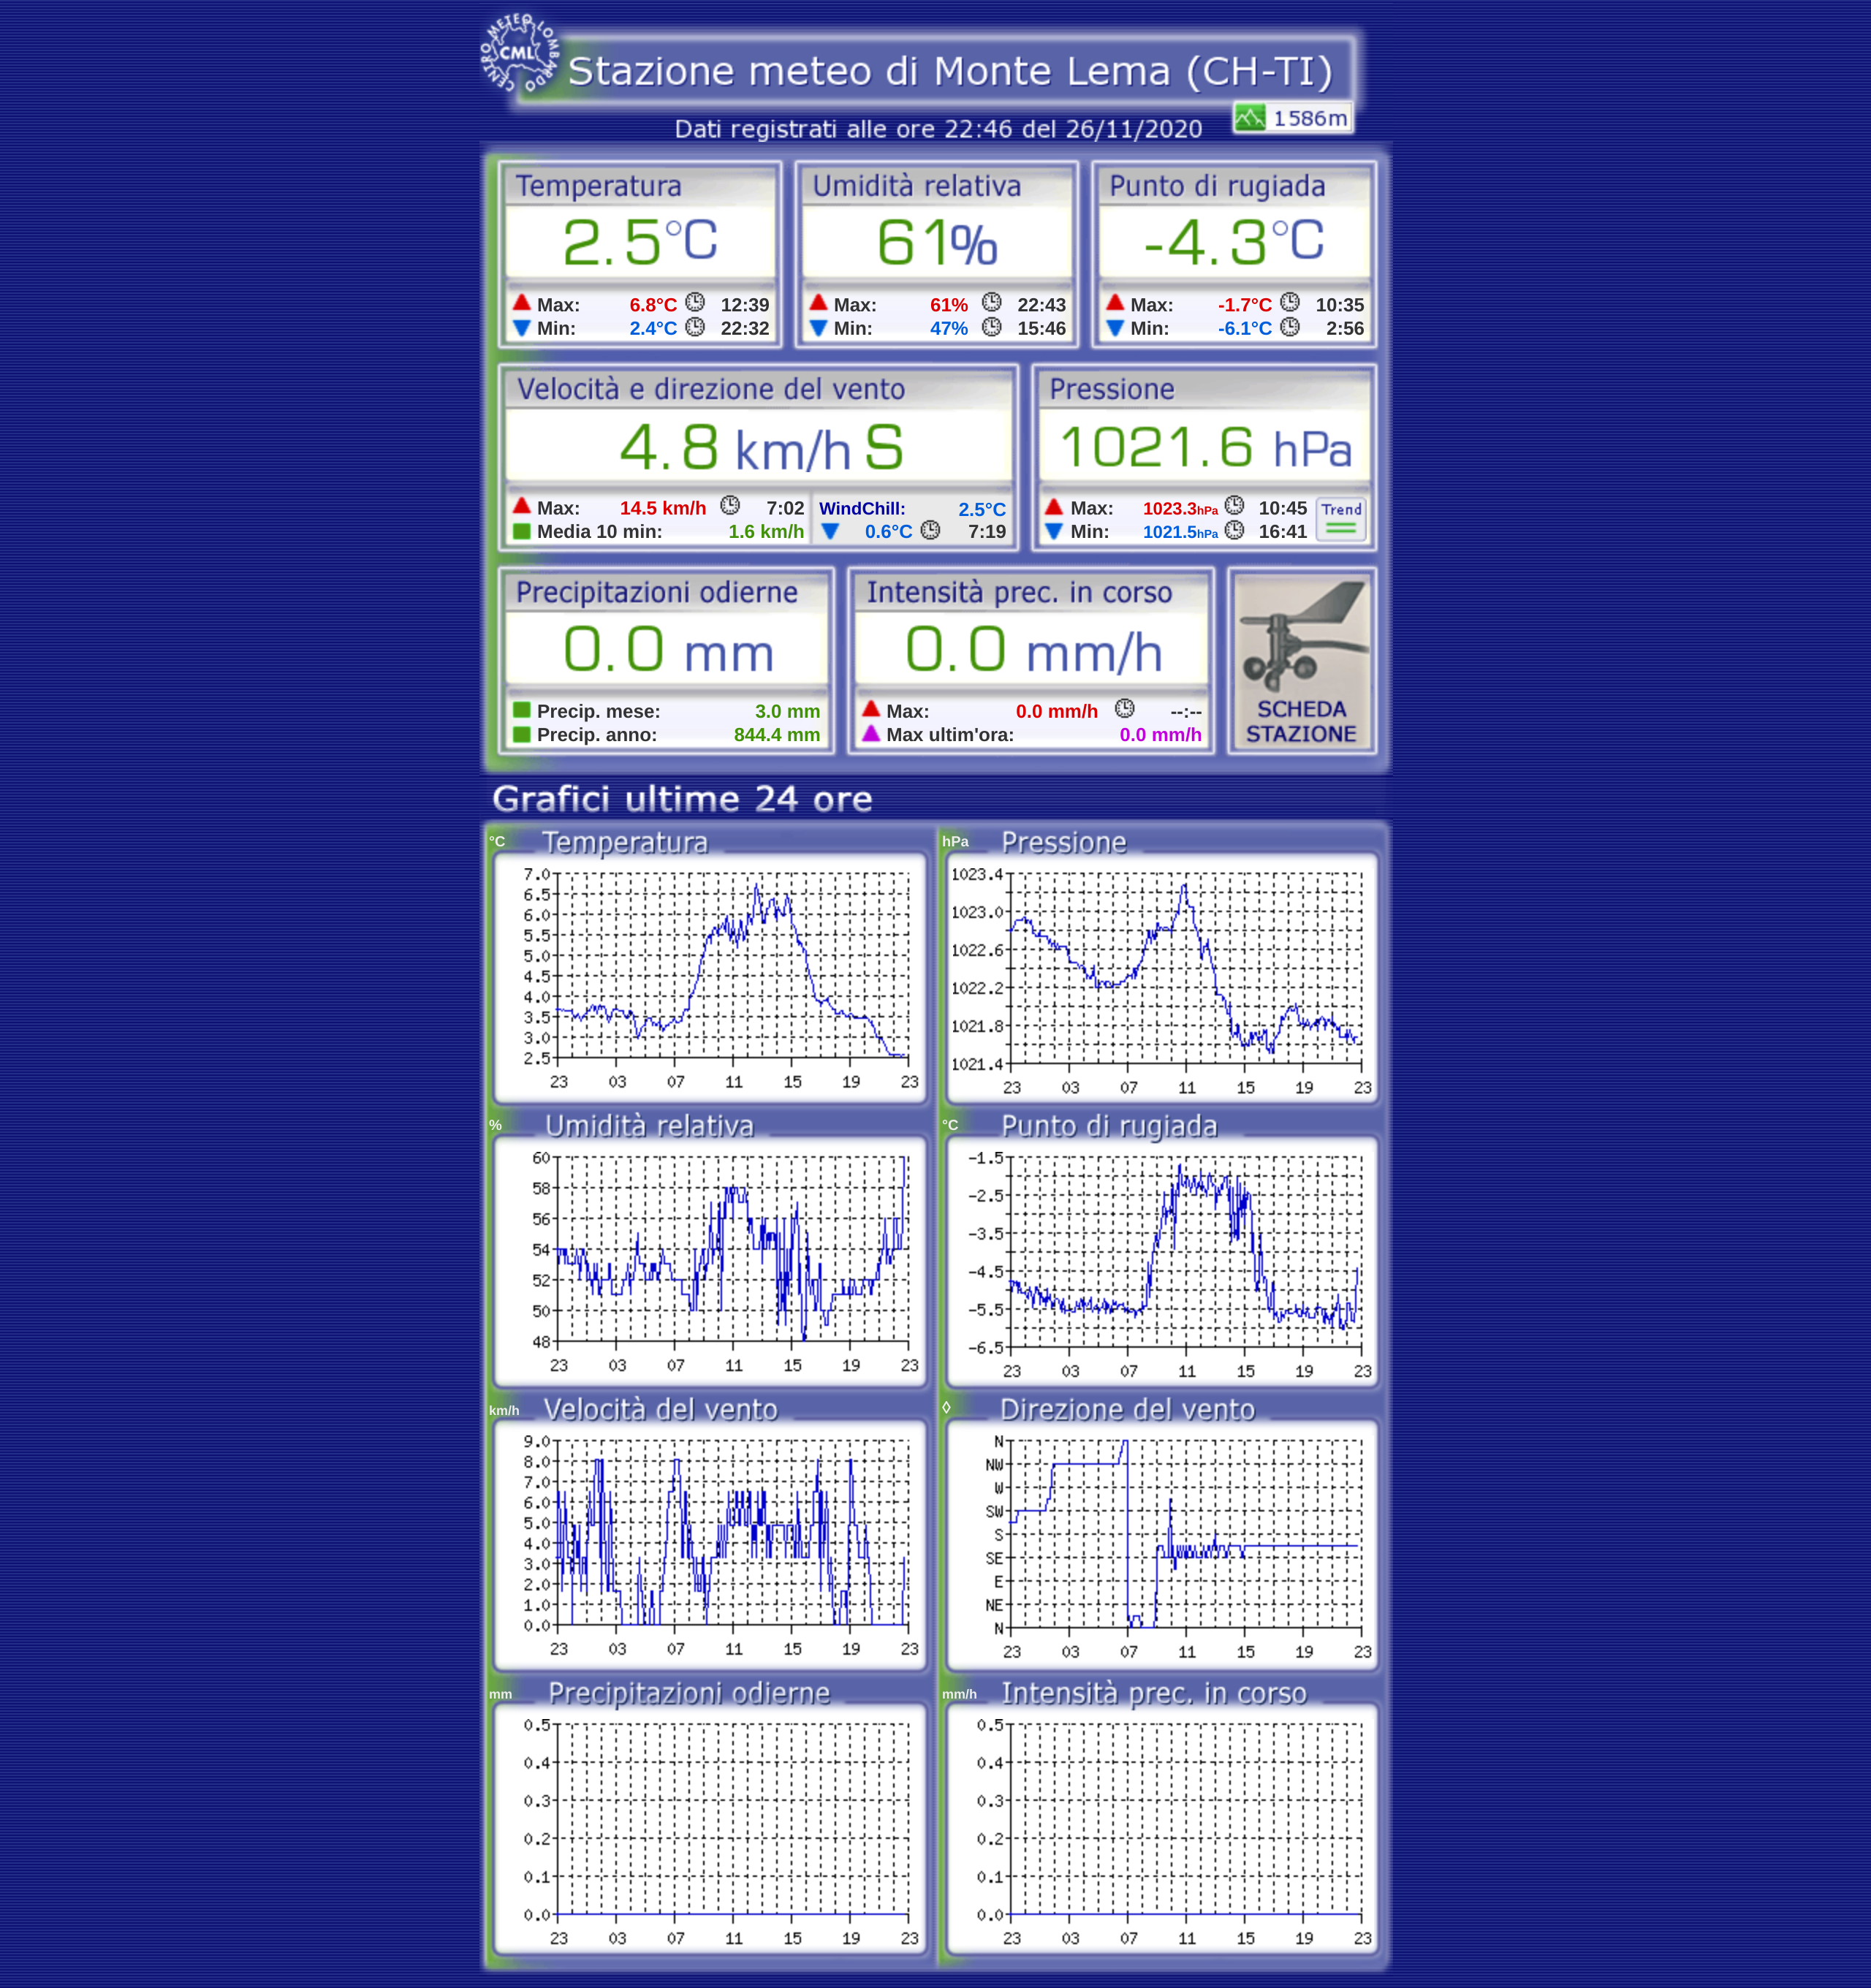 CENTRO METEO LOMBARDO
CML
Stazione meteo di Monte Lema (CH-TI)
1586m
Dati registrati alle ore 22:46 del 26/11/2020
Temperatura
2.5°C
Max: 6.8°C 12:39
Min: 2.4°C 22:32
Umidità relativa
61%
Max: 61% 22:43
Min: 47% 15:46
Punto di rugiada
-4.3°C
Max: -1.7°C 10:35
Min: -6.1°C 2:56
Velocità e direzione del vento
4.8 km/h S
Max: 14.5 km/h 7:02
Media 10 min: 1.6 km/h
WindChill: 2.5°C
0.6°C 7:19
Pressione
1021.6 hPa
Max: 1023.3hPa 10:45
Min: 1021.5hPa 16:41
Trend
Precipitazioni odierne
0.0 mm
Precip. mese: 3.0 mm
Precip. anno: 844.4 mm
Intensità prec. in corso
0.0 mm/h
Max: 0.0 mm/h --:--
Max ultim'ora: 0.0 mm/h
SCHEDA
STAZIONE
Grafici ultime 24 ore
°C Temperatura
7.0
6.5
6.0
5.5
5.0
4.5
4.0
3.5
3.0
2.5
23 03 07 11 15 19 23
hPa Pressione
1023.4
1023.0
1022.6
1022.2
1021.8
1021.4
23 03 07 11 15 19 23
% Umidità relativa
60
58
56
54
52
50
48
23 03 07 11 15 19 23
°C Punto di rugiada
-1.5
-2.5
-3.5
-4.5
-5.5
-6.5
23 03 07 11 15 19 23
km/h Velocità del vento
9.0
8.0
7.0
6.0
5.0
4.0
3.0
2.0
1.0
0.0
23 03 07 11 15 19 23
◊ Direzione del vento
N
NW
W
SW
S
SE
E
NE
N
23 03 07 11 15 19 23
mm Precipitazioni odierne
0.5
0.4
0.3
0.2
0.1
0.0
23 03 07 11 15 19 23
mm/h Intensità prec. in corso
0.5
0.4
0.3
0.2
0.1
0.0
23 03 07 11 15 19 23